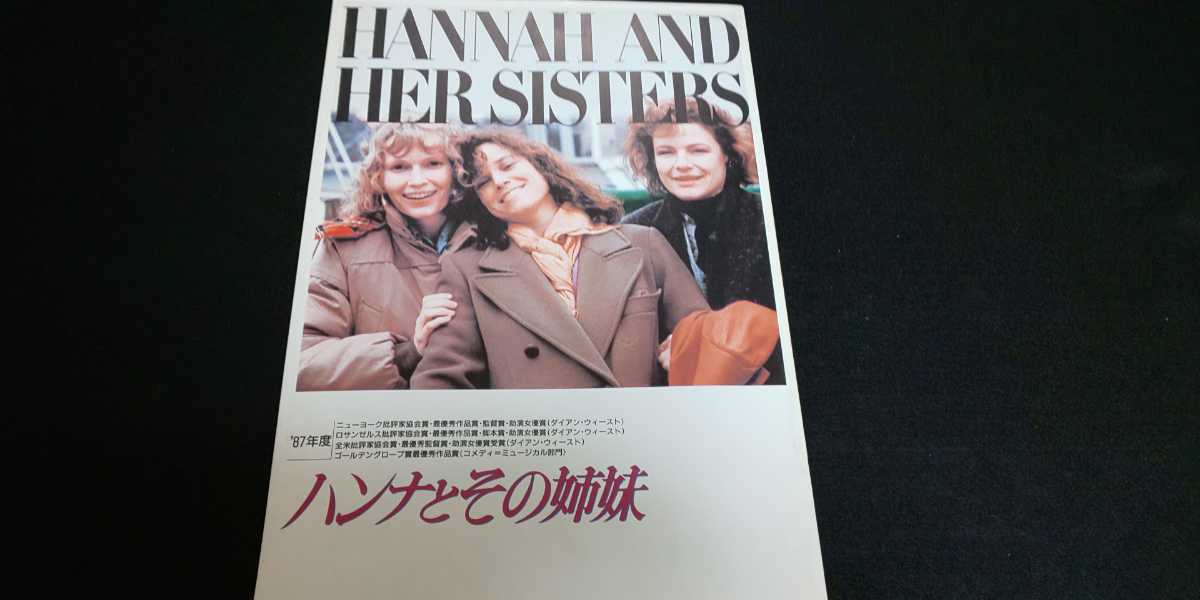 HANNAH AND
HER SISTERS
'87年度
ニューヨーク批評家協会賞・最優秀作品賞・監督賞・助演女優賞(ダイアン・ウィースト)
ロサンゼルス批評家協会賞・最優秀作品賞・脚本賞・助演女優賞(ダイアン・ウィースト)
全米批評家協会賞・最優秀監督賞・助演女優賞受賞(ダイアン・ウィースト)
ゴールデングローブ賞最優秀作品賞(コメディ=ミュージカル部門)
ハンナとその姉妹